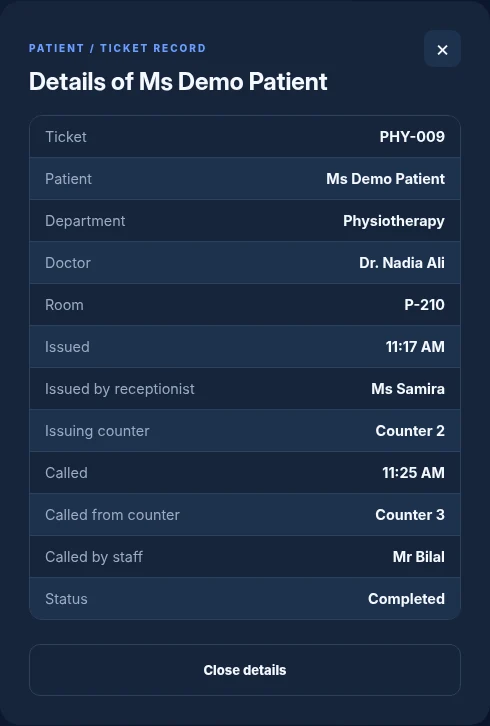 PATIENT / TICKET RECORD
Details of Ms Demo Patient
×
Ticket PHY-009
Patient Ms Demo Patient
Department Physiotherapy
Doctor Dr. Nadia Ali
Room P-210
Issued 11:17 AM
Issued by receptionist Ms Samira
Issuing counter Counter 2
Called 11:25 AM
Called from counter Counter 3
Called by staff Mr Bilal
Status Completed
Close details